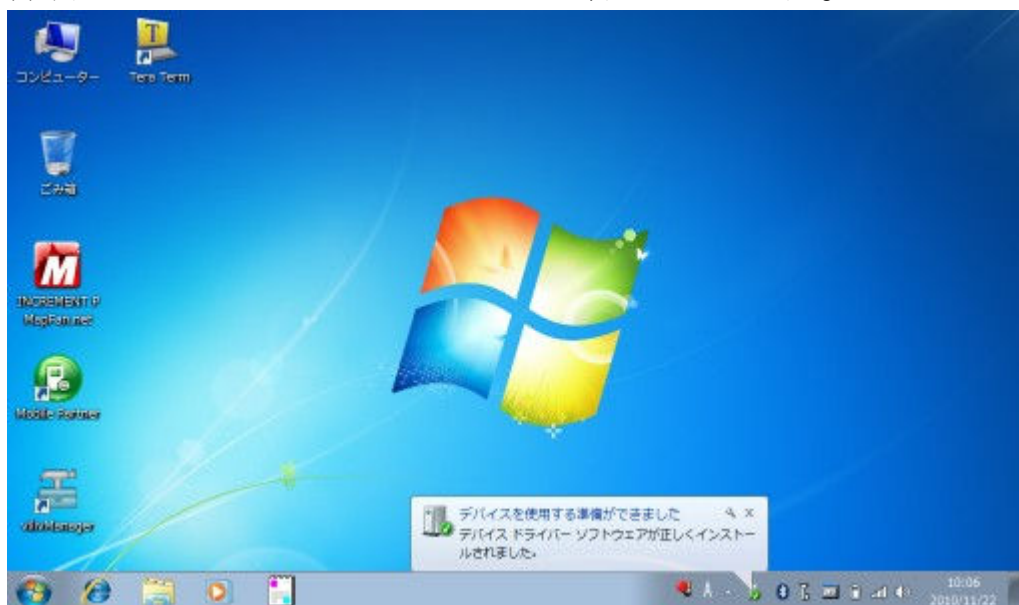 コンピューター
Tera Term
T
ごみ箱
M
INCREMENT P
MapFan.net
Mobile Partner
デバイスを使用する準備ができました
デバイス ドライバー ソフトウェアが正しくインストー
ルされました。
A
10:06
2010/11/22